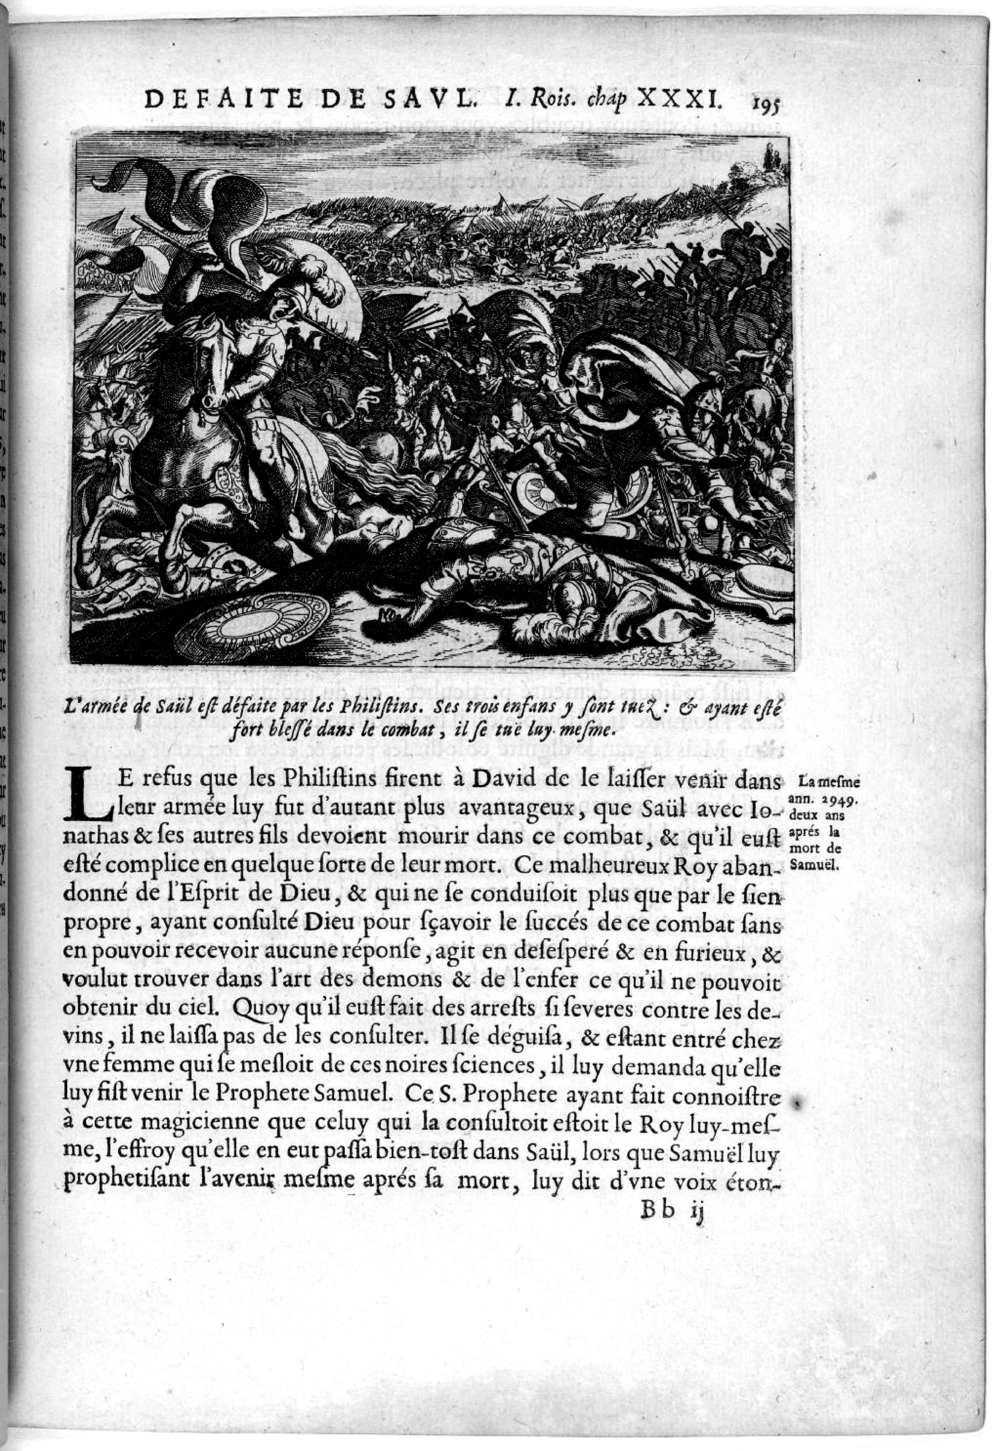 DEFAITE DE SAVL. I. Rois. chap XXXI. 195
L'armée de Saül eſt défaite par les Philiſtins. Ses trois enfans y ſont tuez : & ayant eſté
fort bleſſé dans le combat, il ſe tuë luy-meſme.
LE refus que les Philiſtins firent à David de le laiſſer venir dans
leur armée luy fut d'autant plus avantageux, que Saül avec Io-
nathas & ſes autres fils devoient mourir dans ce combat, & qu'il euſt
eſté complice en quelque ſorte de leur mort. Ce malheureux Roy aban-
donné de l'Eſprit de Dieu, & qui ne ſe conduiſoit plus que par le ſien
propre, ayant conſulté Dieu pour ſçavoir le ſuccés de ce combat ſans
en pouvoir recevoir aucune réponſe, agit en deſeſperé & en furieux, &
voulut trouver dans l'art des demons & de l'enfer ce qu'il ne pouvoit
obtenir du ciel. Quoy qu'il euſt fait des arreſts ſi ſeveres contre les de-
vins, il ne laiſſa pas de les conſulter. Il ſe déguiſa, & eſtant entré chez
vne femme qui ſe meſloit de ces noires ſciences, il luy demanda qu'elle
luy fiſt venir le Prophete Samuel. Ce S. Prophete ayant fait connoiſtre
à cette magicienne que celuy qui la conſultoit eſtoit le Roy luy-meſ-
me, l'effroy qu'elle en eut paſſa bien-toſt dans Saül, lors que Samuël luy
prophetiſant l'avenir meſme aprés ſa mort, luy dit d'vne voix éton-
B b ij
La meſme
ann. 2949.
deux ans
aprés la
mort de
Samuël.